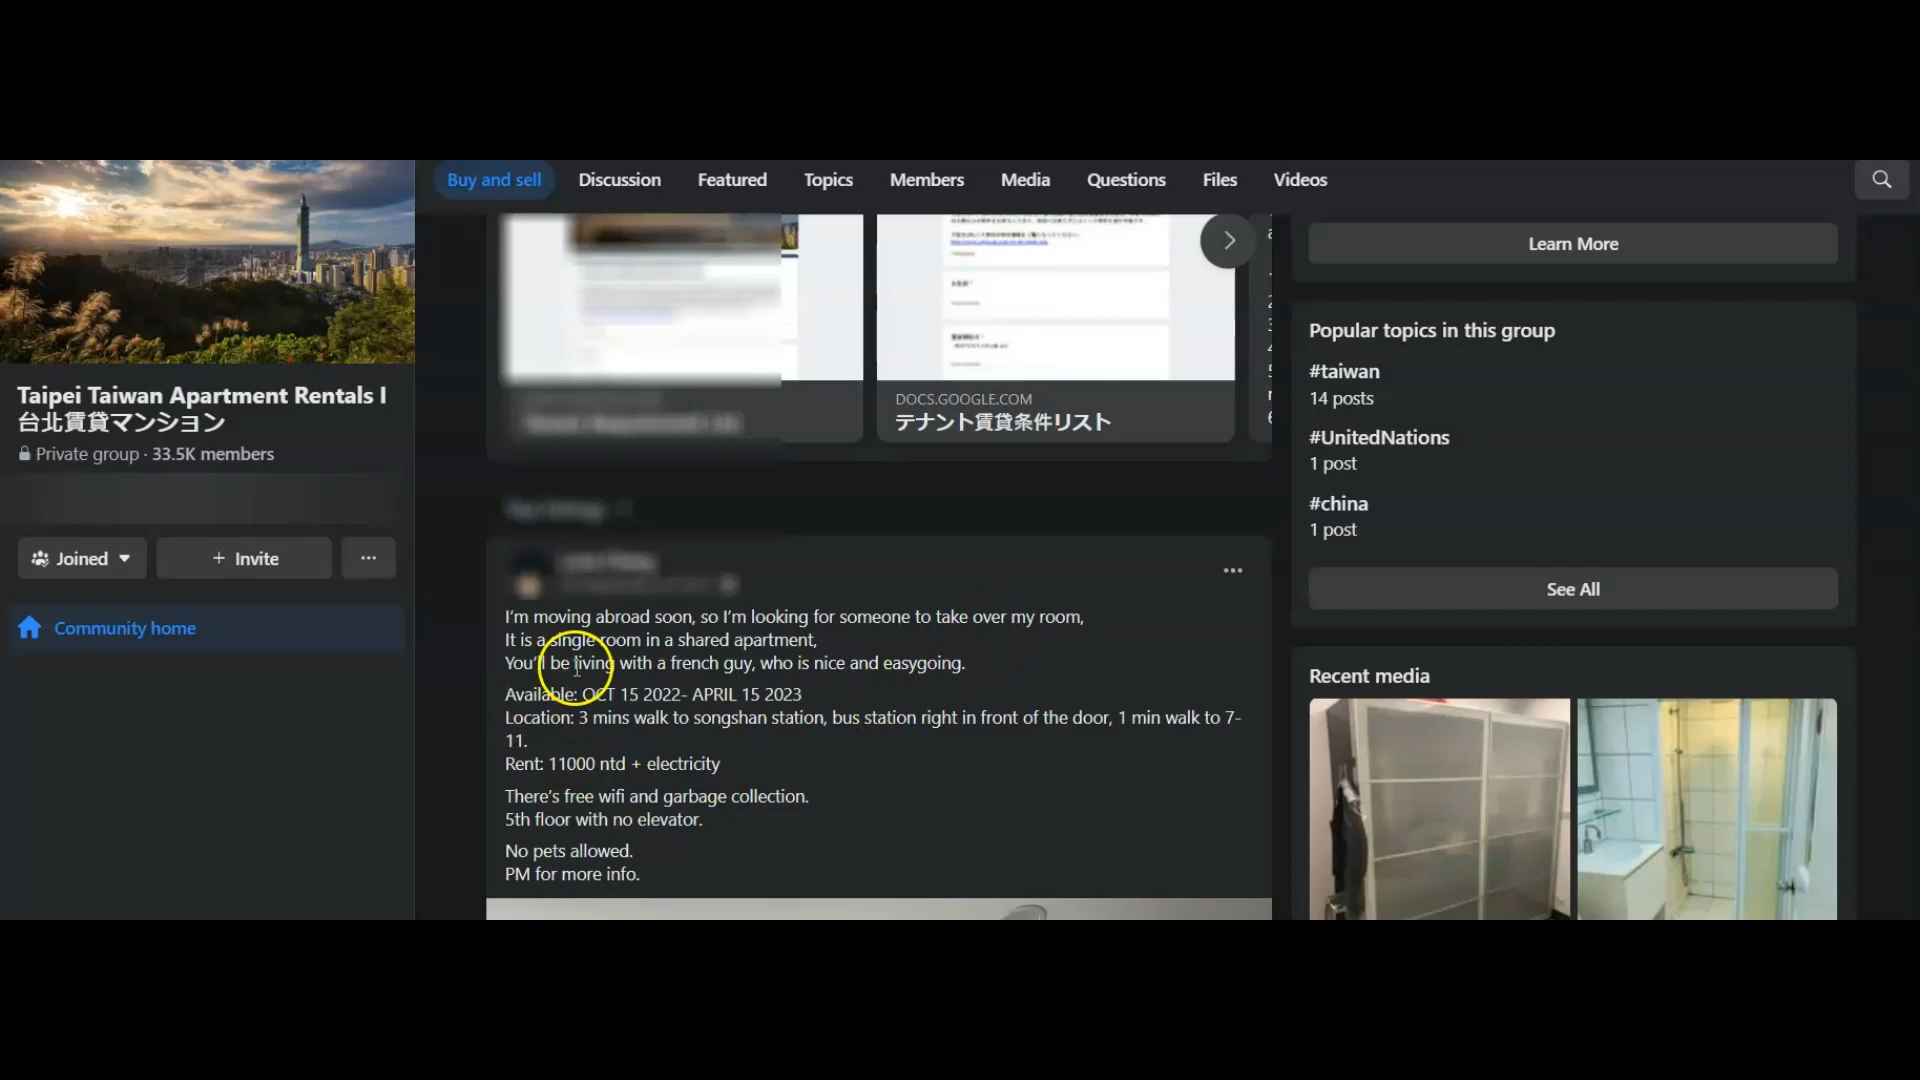 Buy and sell
Discussion
Featured
Topics
Members
Media
Questions
Files
Videos
Taipei Taiwan Apartment Rentals I
台北賃貸マンション
Private group · 33.5K members
Joined
+ Invite
Community home
DOCS.GOOGLE.COM
テナント賃貸条件リスト
I'm moving abroad soon, so I'm looking for someone to take over my room,
It is a single room in a shared apartment,
You'll be living with a french guy, who is nice and easygoing.
Available: OCT 15 2022- APRIL 15 2023
Location: 3 mins walk to songshan station, bus station right in front of the door, 1 min walk to 7-
11.
Rent: 11000 ntd + electricity
There's free wifi and garbage collection.
5th floor with no elevator.
No pets allowed.
PM for more info.
Learn More
Popular topics in this group
#taiwan
14 posts
#UnitedNations
1 post
#china
1 post
See All
Recent media